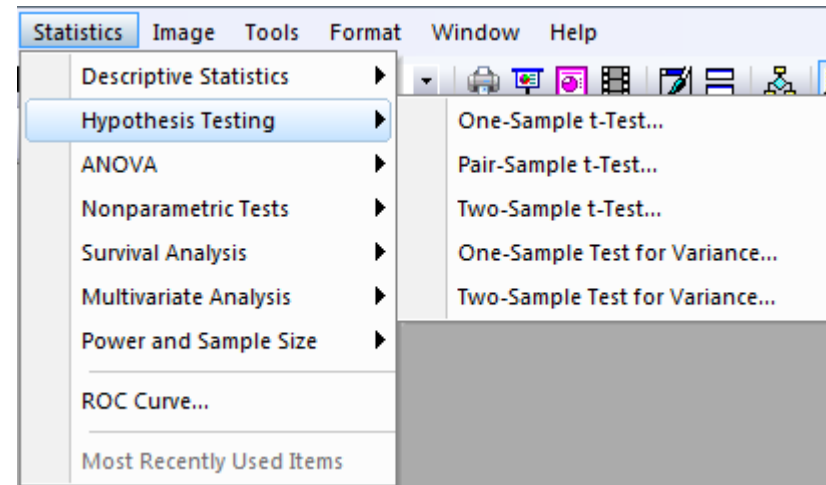 Statistics Image Tools Format Window Help
Descriptive Statistics
Hypothesis Testing
ANOVA
Nonparametric Tests
Survival Analysis
Multivariate Analysis
Power and Sample Size
ROC Curve...
Most Recently Used Items
One-Sample t-Test...
Pair-Sample t-Test...
Two-Sample t-Test...
One-Sample Test for Variance...
Two-Sample Test for Variance...